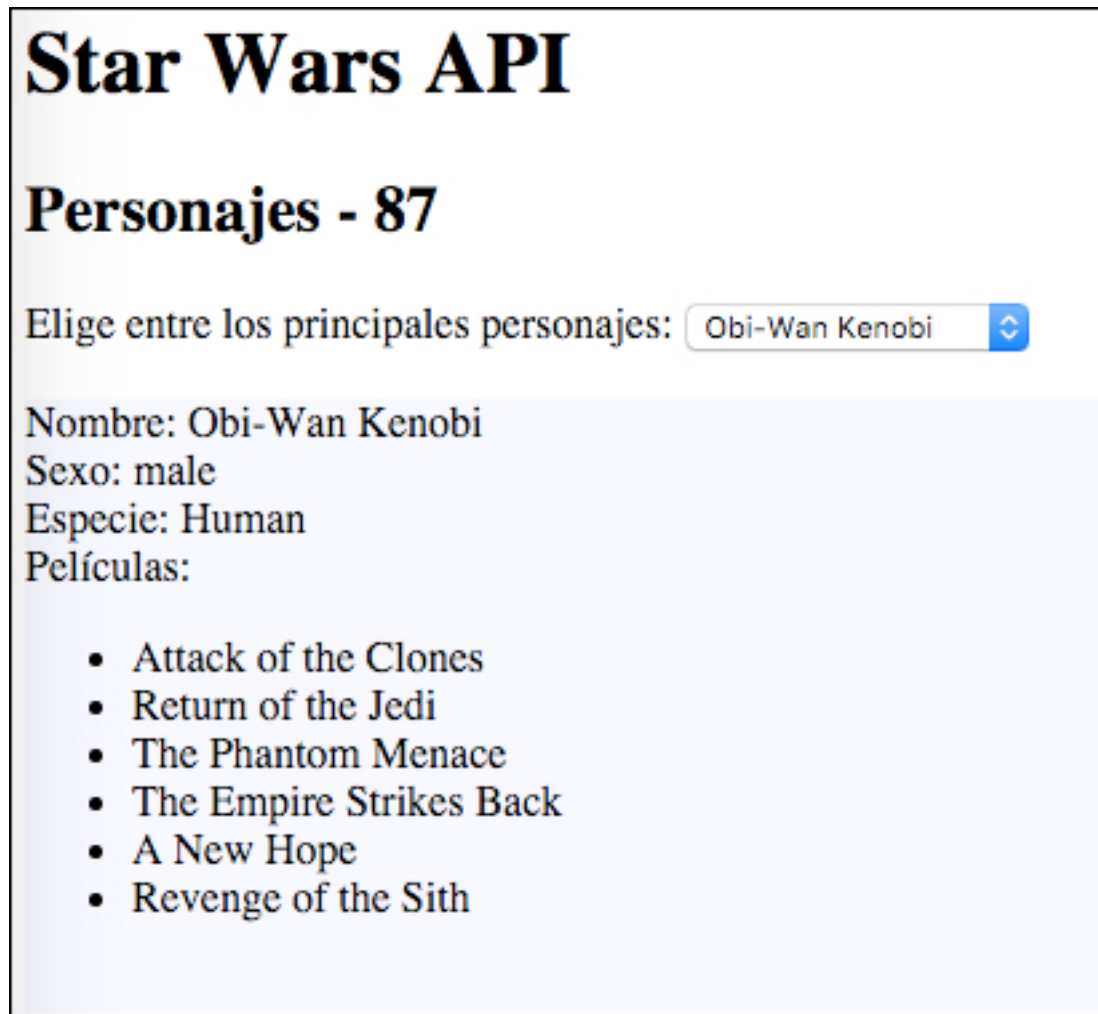 Star Wars API
Personajes - 87
Elige entre los principales personajes: Obi-Wan Kenobi
Nombre: Obi-Wan Kenobi
Sexo: male
Especie: Human
Películas:
• Attack of the Clones
• Return of the Jedi
• The Phantom Menace
• The Empire Strikes Back
• A New Hope
• Revenge of the Sith